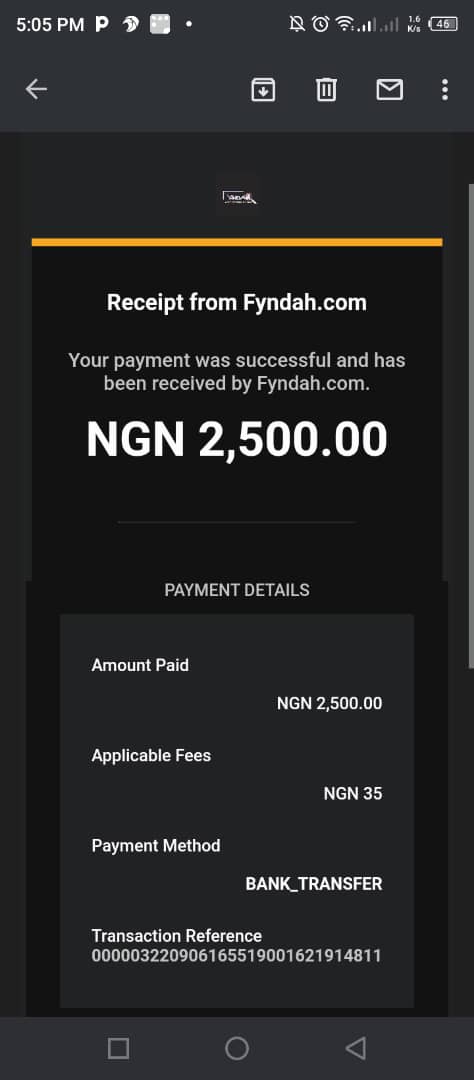 5:05 PM P
1.6
K/s
46
Receipt from Fyndah.com
Your payment was successful and has
been received by Fyndah.com.
NGN 2,500.00
PAYMENT DETAILS
Amount Paid
NGN 2,500.00
Applicable Fees
NGN 35
Payment Method
BANK_TRANSFER
Transaction Reference
000003220906165519001621914811